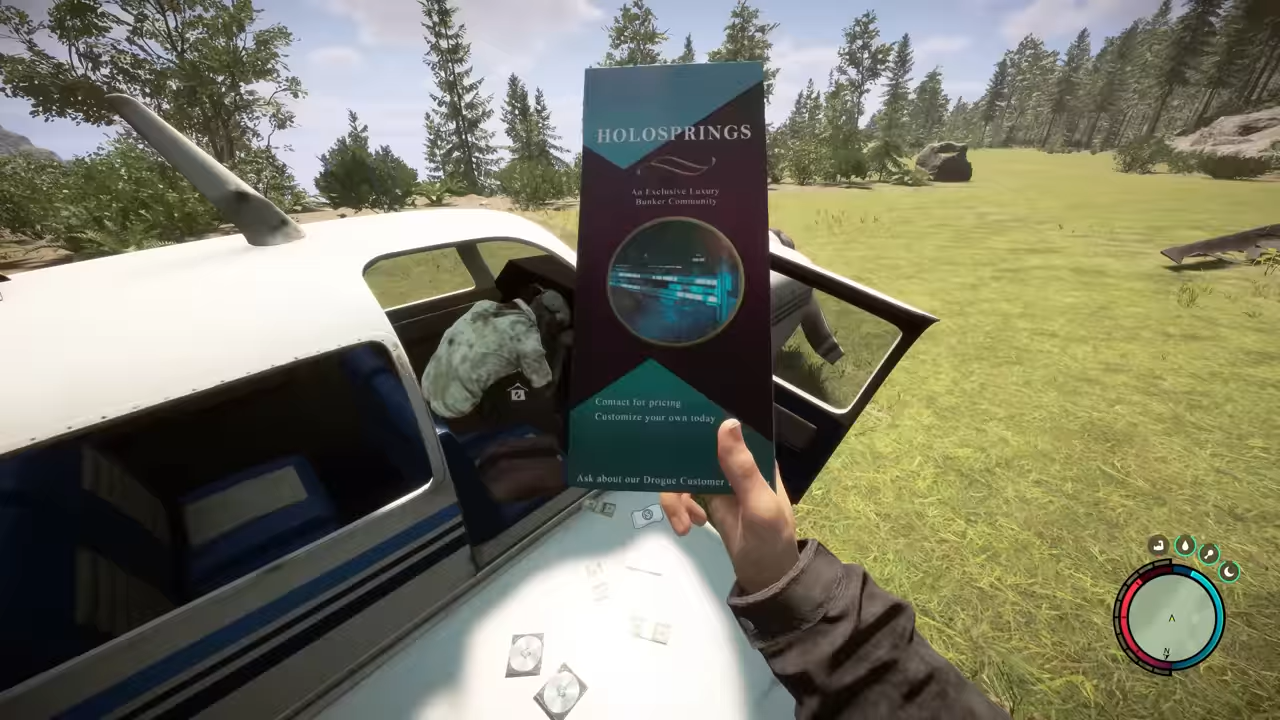 HOLOSPRINGS
An Exclusive Luxury
Bunker Community
Contact for pricing
Customize your own today
Ask about our Drogue Customer
N